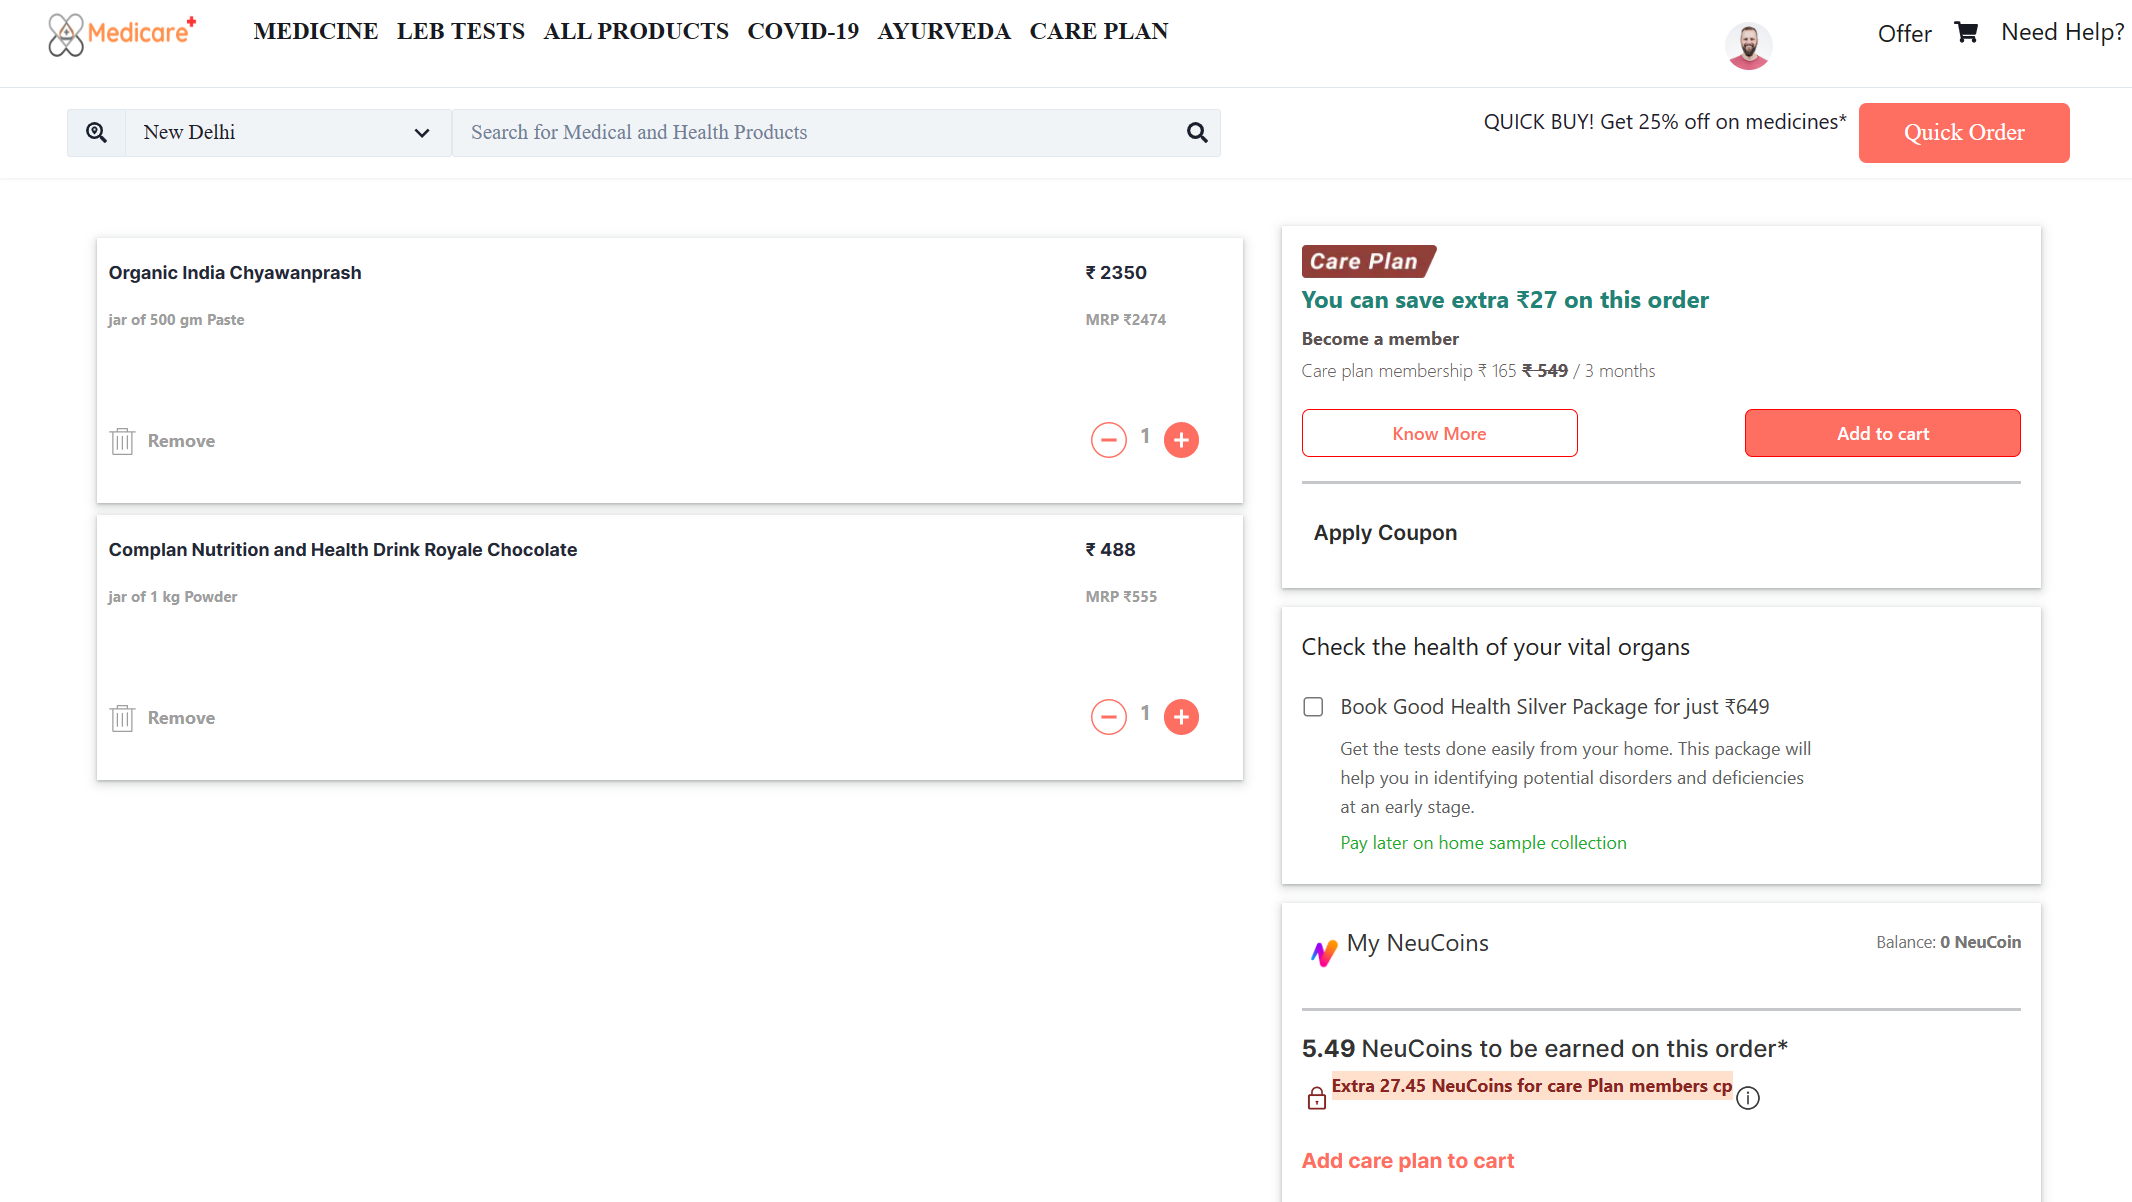 Medicare+
MEDICINE LEB TESTS ALL PRODUCTS COVID-19 AYURVEDA CARE PLAN
Offer Need Help?
New Delhi
Search for Medical and Health Products
QUICK BUY! Get 25% off on medicines*
Quick Order
Organic India Chyawanprash
₹ 2350
jar of 500 gm Paste
MRP ₹2474
Remove
1
Complan Nutrition and Health Drink Royale Chocolate
₹ 488
jar of 1 kg Powder
MRP ₹555
Remove
1
Care Plan
You can save extra ₹27 on this order
Become a member
Care plan membership ₹ 165 ₹ 549 / 3 months
Know More
Add to cart
Apply Coupon
Check the health of your vital organs
Book Good Health Silver Package for just ₹649
Get the tests done easily from your home. This package will
help you in identifying potential disorders and deficiencies
at an early stage.
Pay later on home sample collection
My NeuCoins
Balance: 0 NeuCoin
5.49 NeuCoins to be earned on this order*
Extra 27.45 NeuCoins for care Plan members cp
Add care plan to cart